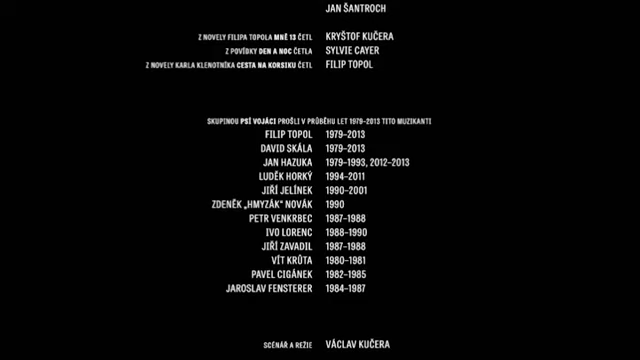 JAN ŠANTROCH
Z NOVELY FILIPA TOPOLA MNĚ 13 ČETL KRYŠTOF KUČERA
Z POVÍDKY DEN A NOC ČETLA SYLVIE CAYER
Z NOVELY KARLA KLENOTNÍKA CESTA NA KORSIKU ČETL FILIP TOPOL
SKUPINOU PSÍ VOJÁCI PROŠLI V PRŮBĚHU LET 1979-2013 TITO MUZIKANTI
FILIP TOPOL 1979-2013
DAVID SKÁLA 1979-2013
JAN HAZUKA 1979-1993, 2012-2013
LUDĚK HORKÝ 1994-2011
JIŘÍ JELÍNEK 1990-2001
ZDENĚK „HMYZÁK“ NOVÁK 1990
PETR VENKRBEC 1987-1988
IVO LORENC 1988-1990
JIŘÍ ZAVADIL 1987-1988
VÍT KRŮTA 1980-1981
PAVEL CIGÁNEK 1982-1985
JAROSLAV FENSTERER 1984-1987
SCÉNÁŘ A REŽIE VÁCLAV KUČERA